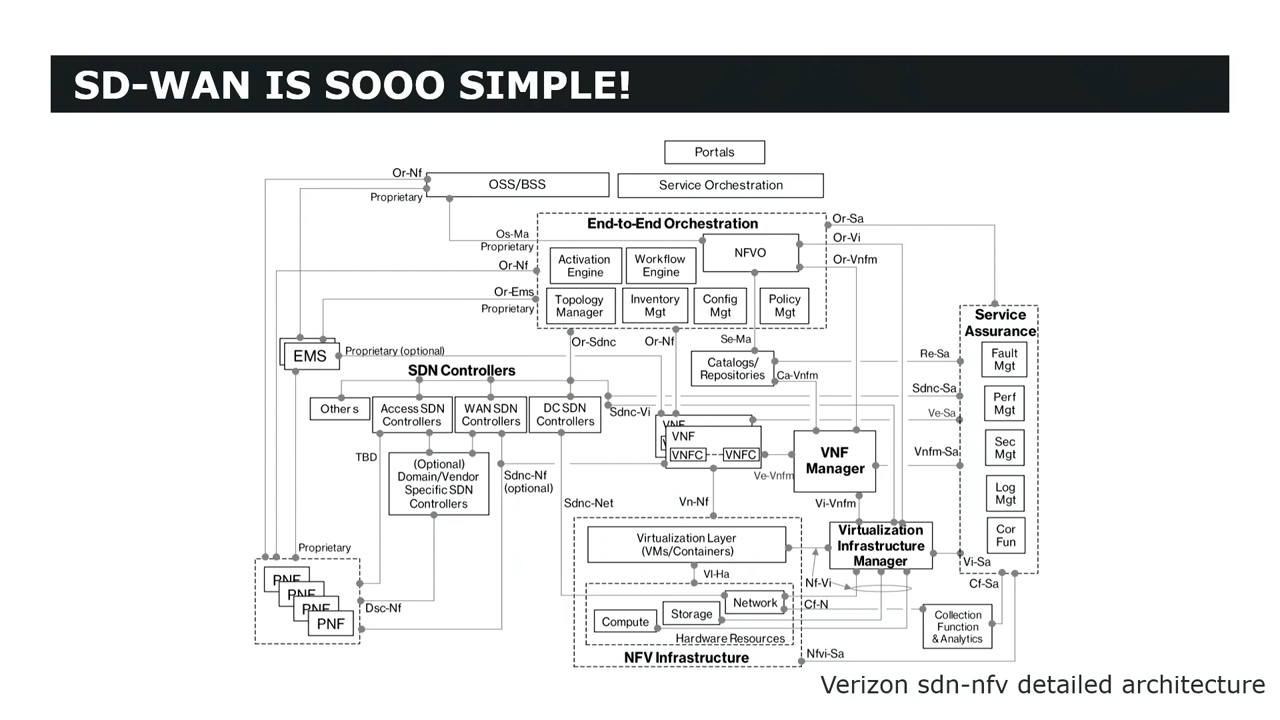 SD-WAN IS SOOO SIMPLE!
Portals
Or-Nf
OSS/BSS
Service Orchestration
Proprietary
Or-Sa
End-to-End Orchestration
Os-Ma
Proprietary
NFVO
Or-Vi
Or-Vnfm
Or-Nf
Activation
Engine
Workflow
Engine
Or-Ems
Proprietary
Topology
Manager
Inventory
Mgt
Config
Mgt
Policy
Mgt
Service
Assurance
Or-Sdnc
Or-Nf
Se-Ma
EMS
Proprietary (optional)
Catalogs/
Repositories
Ca-Vnfm
Re-Sa
Fault
Mgt
SDN Controllers
Others
Access SDN
Controllers
WAN SDN
Controllers
DC SDN
Controllers
Sdnc-Vi
Sdnc-Sa
Ve-Sa
Perf
Mgt
VNF
VNF
VNFC
VNFC
Ve-Vnfm
VNF
Manager
Vnfm-Sa
Sec
Mgt
TBD
(Optional)
Domain/Vendor
Specific SDN
Controllers
Sdnc-Nf
(optional)
Sdnc-Net
Vn-Nf
Vi-Vnfm
Log
Mgt
Virtualization Layer
(VMs/Containers)
Virtualization
Infrastructure
Manager
Cor
Fun
Proprietary
Vi-Sa
VI-Ha
Nf-Vi
Cf-Sa
PNF
PNF
PNF
PNF
Dsc-Nf
Network
Storage
Compute
Hardware Resources
Cf-N
Collection
Function
& Analytics
NFV Infrastructure
Nfvi-Sa
Verizon sdn-nfv detailed architecture